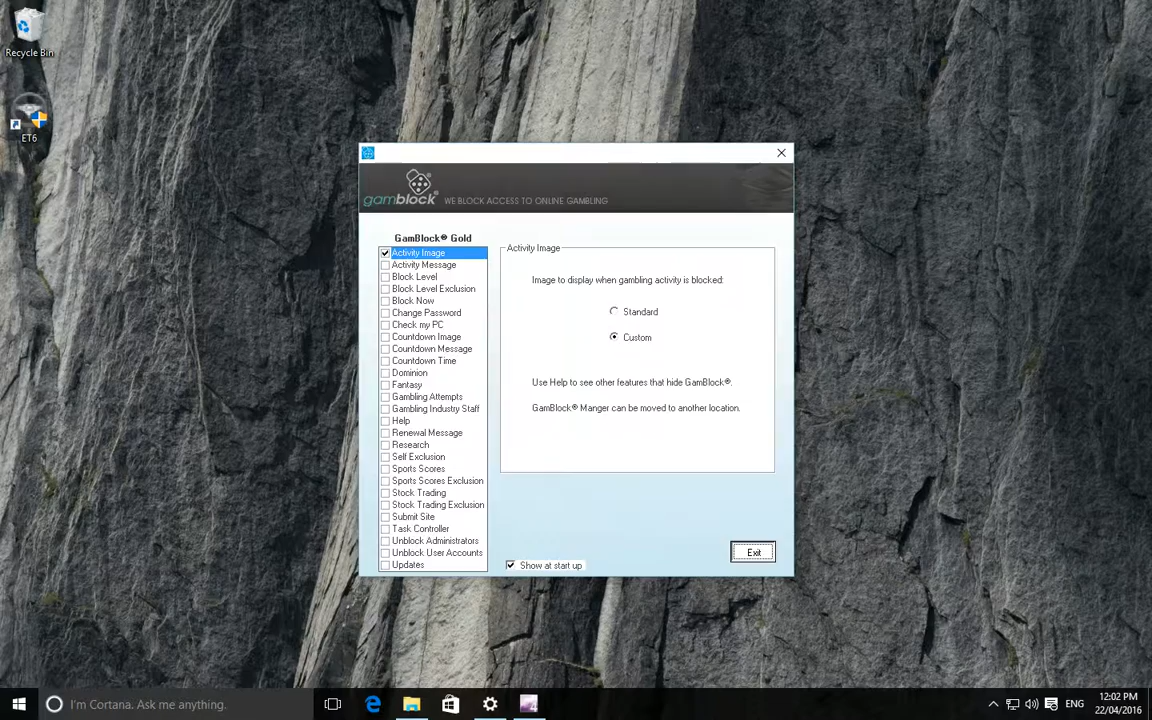 Recycle Bin
ET6
gamblock®
WE BLOCK ACCESS TO ONLINE GAMBLING
GamBlock® Gold
Activity Image
Activity Message
Block Level
Block Level Exclusion
Block Now
Change Password
Check my PC
Countdown Image
Countdown Message
Countdown Time
Dominion
Fantasy
Gambling Attempts
Gambling Industry Staff
Help
Renewal Message
Research
Self Exclusion
Sports Scores
Sports Scores Exclusion
Stock Trading
Stock Trading Exclusion
Submit Site
Task Controller
Unblock Administrators
Unblock User Accounts
Updates
Activity Image
Image to display when gambling activity is blocked:
Standard
Custom
Use Help to see other features that hide GamBlock®.
GamBlock® Manger can be moved to another location.
Exit
Show at start up
I'm Cortana. Ask me anything.
ENG
12:02 PM
22/04/2016